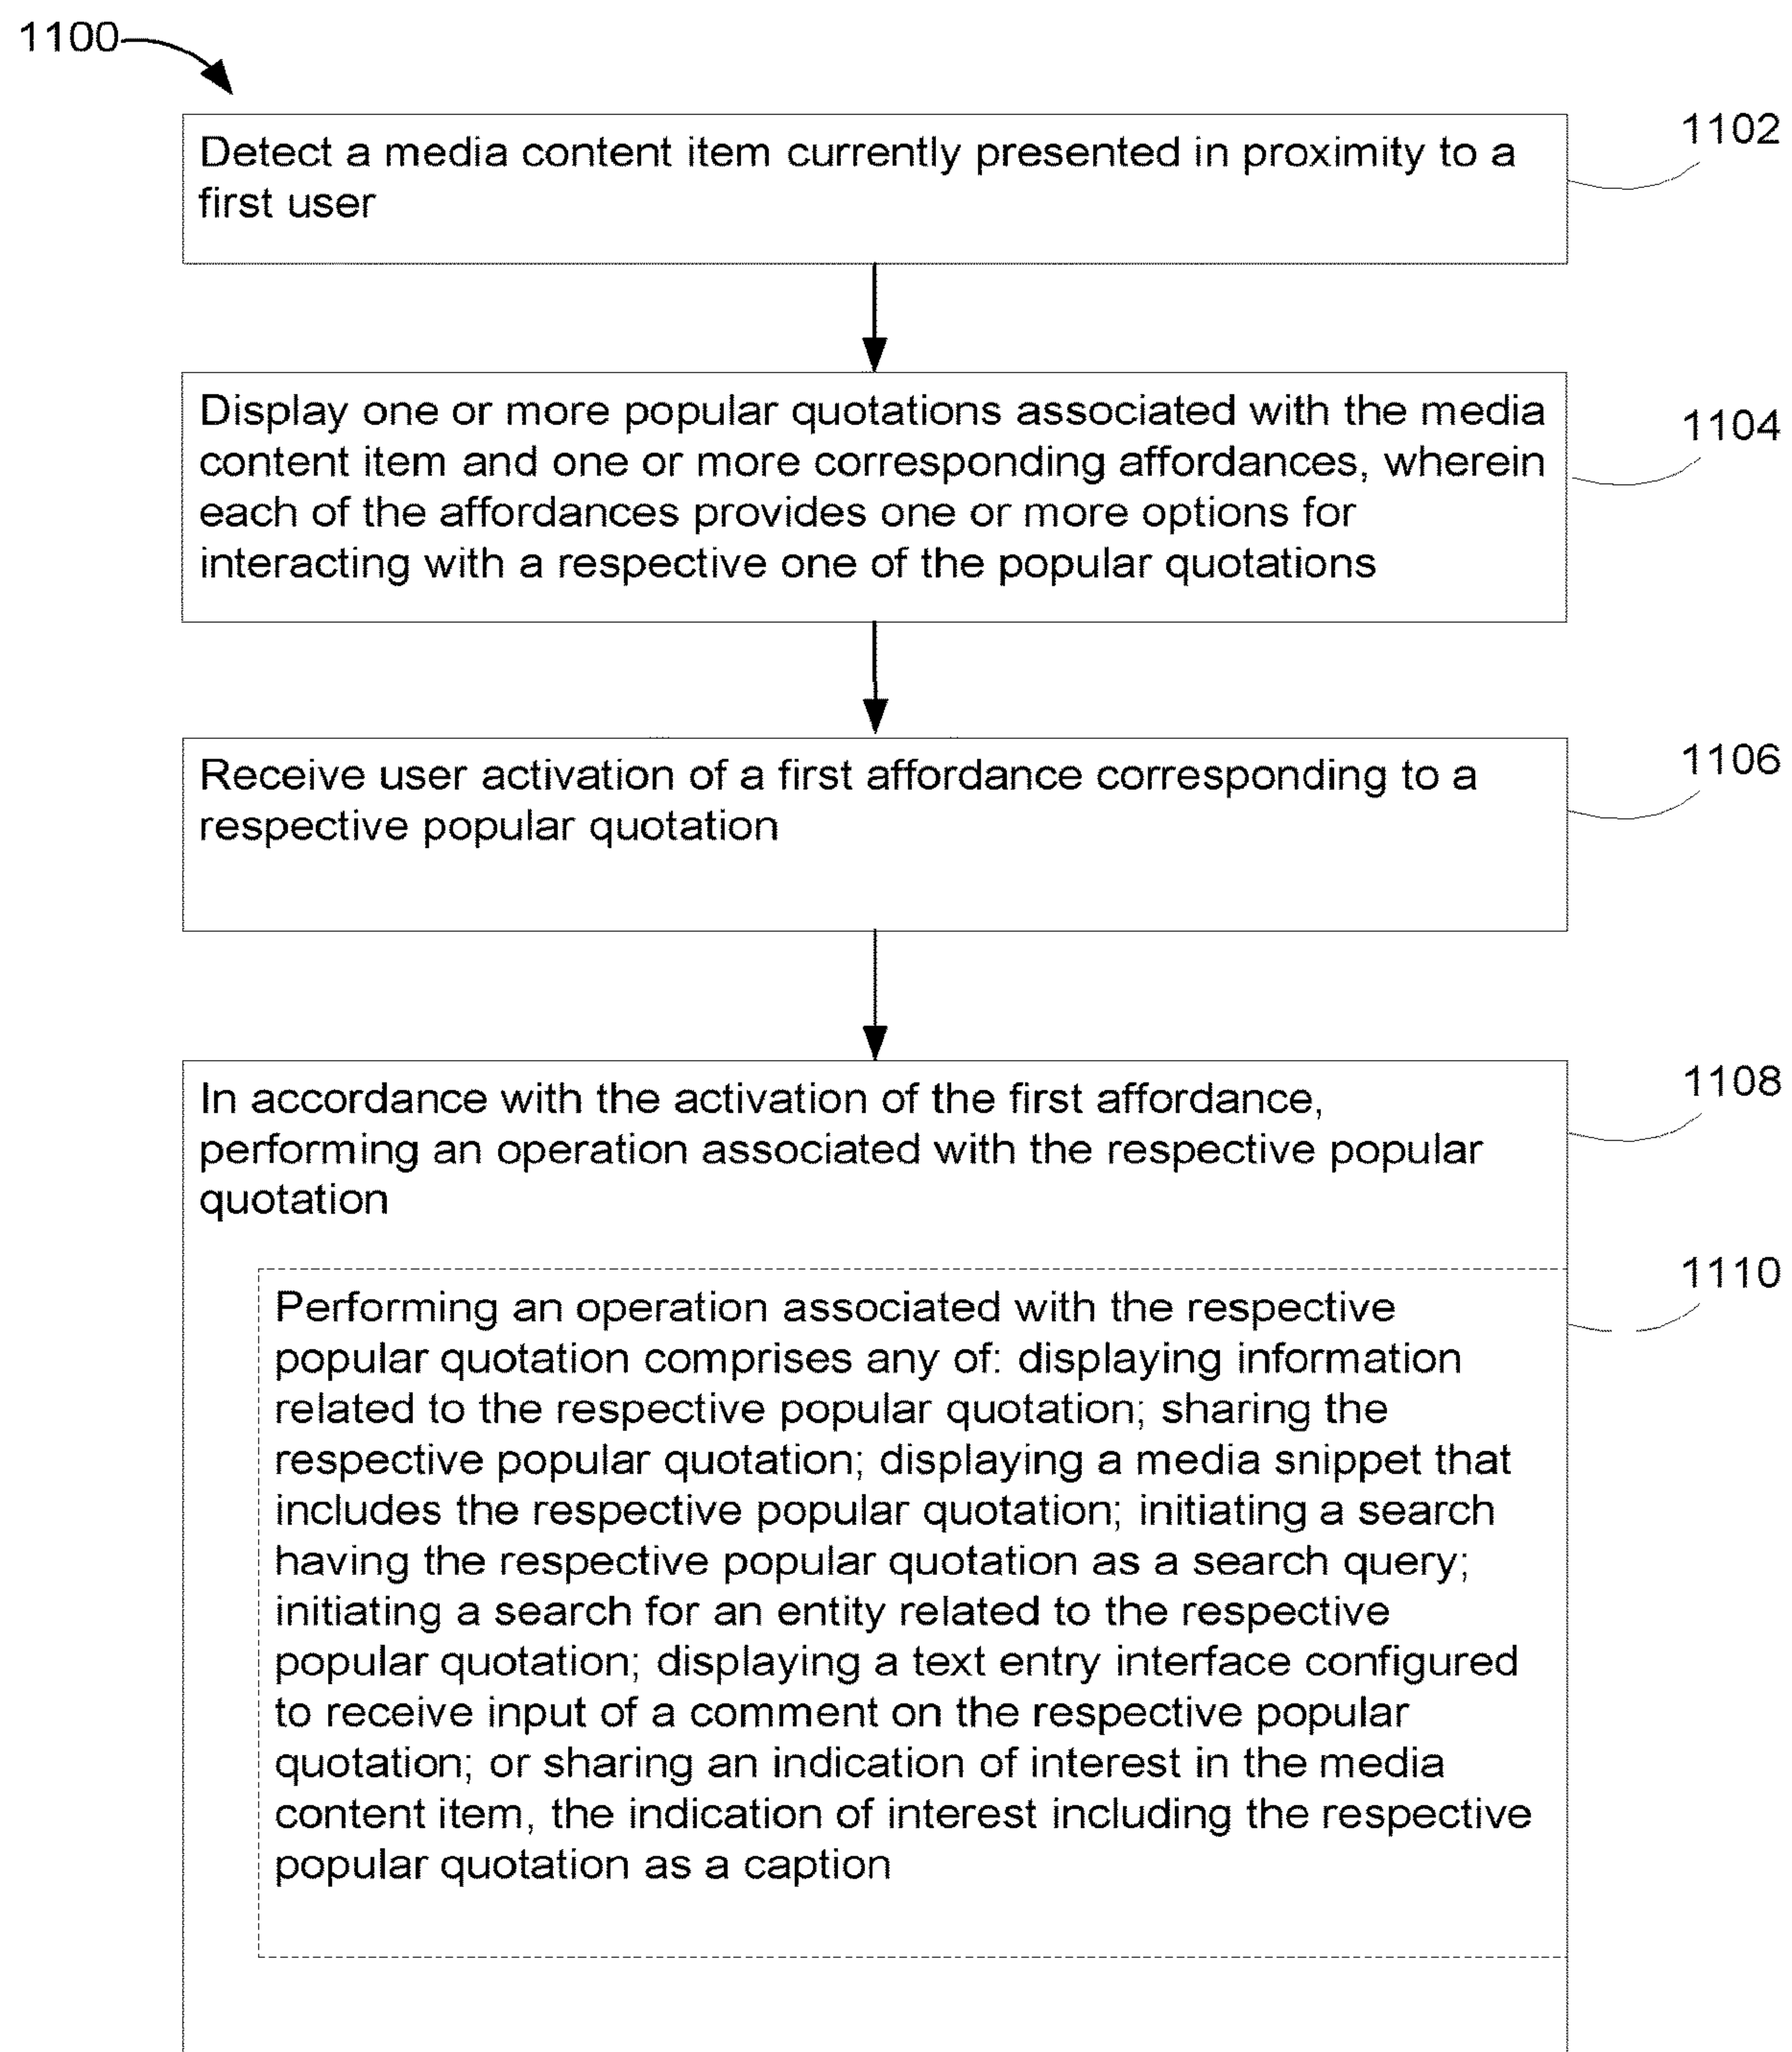 1100
Detect a media content item currently presented in proximity to a
first user
1102
Display one or more popular quotations associated with the media
content item and one or more corresponding affordances, wherein
each of the affordances provides one or more options for
interacting with a respective one of the popular quotations
1104
Receive user activation of a first affordance corresponding to a
respective popular quotation
1106
In accordance with the activation of the first affordance,
performing an operation associated with the respective popular
quotation
1108
Performing an operation associated with the respective
popular quotation comprises any of: displaying information
related to the respective popular quotation; sharing the
respective popular quotation; displaying a media snippet that
includes the respective popular quotation; initiating a search
having the respective popular quotation as a search query;
initiating a search for an entity related to the respective
popular quotation; displaying a text entry interface configured
to receive input of a comment on the respective popular
quotation; or sharing an indication of interest in the media
content item, the indication of interest including the respective
popular quotation as a caption
1110